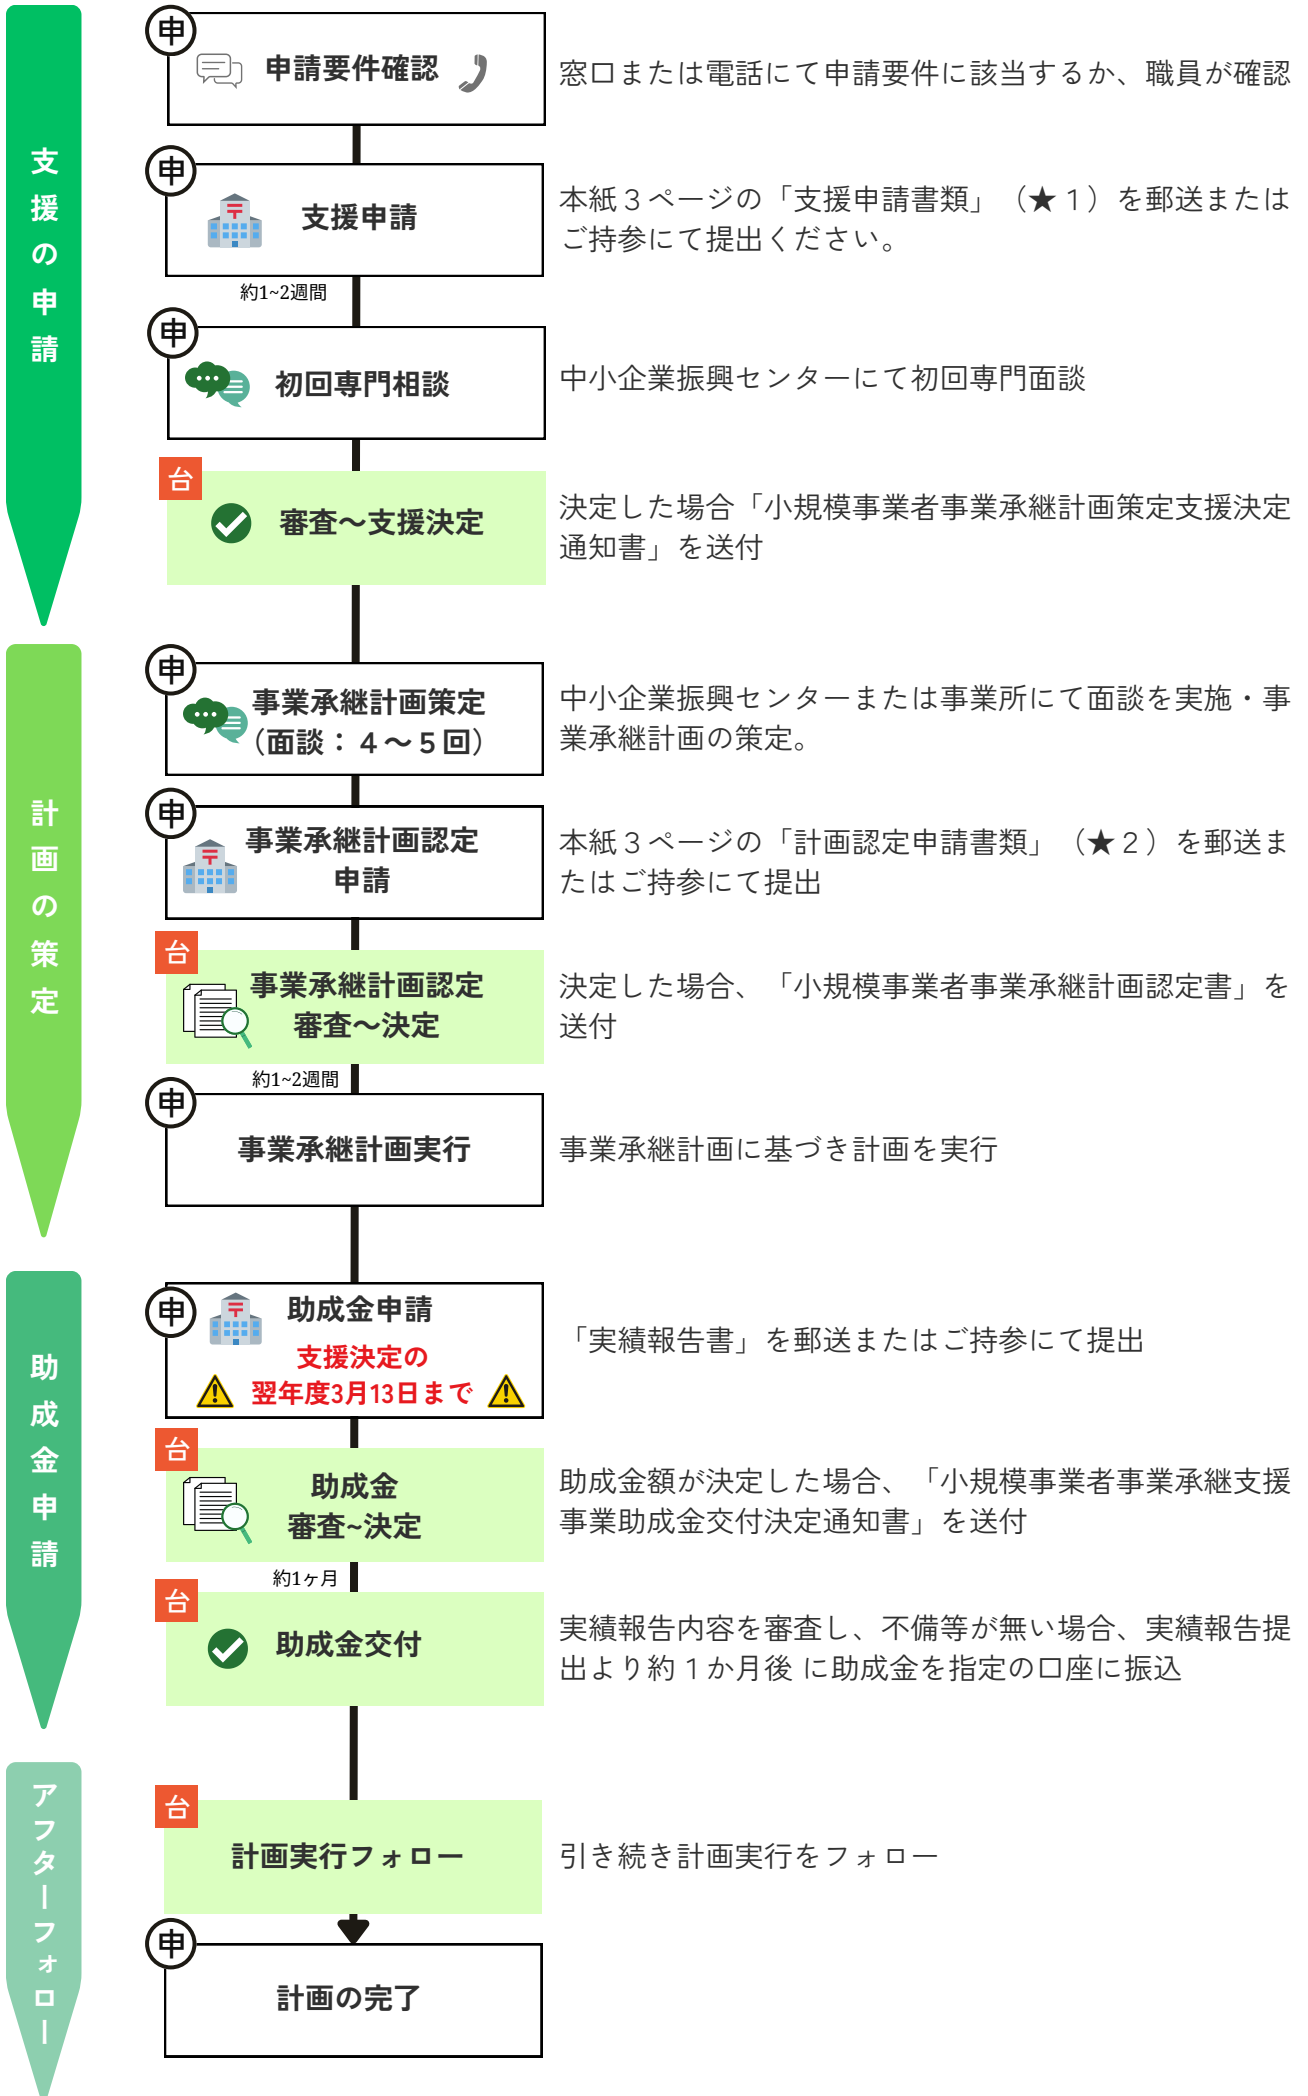 支援の申請
申
申請要件確認
窓口または電話にて申請要件に該当するか、職員が確認
申
支援申請
本紙３ページの「支援申請書類」（★１）を郵送または
ご持参にて提出ください。
約1~2週間
申
初回専門相談
中小企業振興センターにて初回専門面談
台
審査～支援決定
決定した場合「小規模事業者事業承継計画策定支援決定
通知書」を送付
計画の策定
申
事業承継計画策定
（面談：４～５回）
中小企業振興センターまたは事業所にて面談を実施・事
業承継計画の策定。
申
事業承継計画認定
申請
本紙３ページの「計画認定申請書類」（★２）を郵送ま
たはご持参にて提出
台
事業承継計画認定
審査～決定
決定した場合、「小規模事業者事業承継計画認定書」を
送付
約1~2週間
申
事業承継計画実行
事業承継計画に基づき計画を実行
助成金申請
申
助成金申請
支援決定の
翌年度3月13日まで
「実績報告書」を郵送またはご持参にて提出
台
助成金
審査~決定
助成金額が決定した場合、「小規模事業者事業承継支援
事業助成金交付決定通知書」を送付
約1ヶ月
台
助成金交付
実績報告内容を審査し、不備等が無い場合、実績報告提
出より約１か月後 に助成金を指定の口座に振込
アフターフォロー
台
計画実行フォロー
引き続き計画実行をフォロー
申
計画の完了